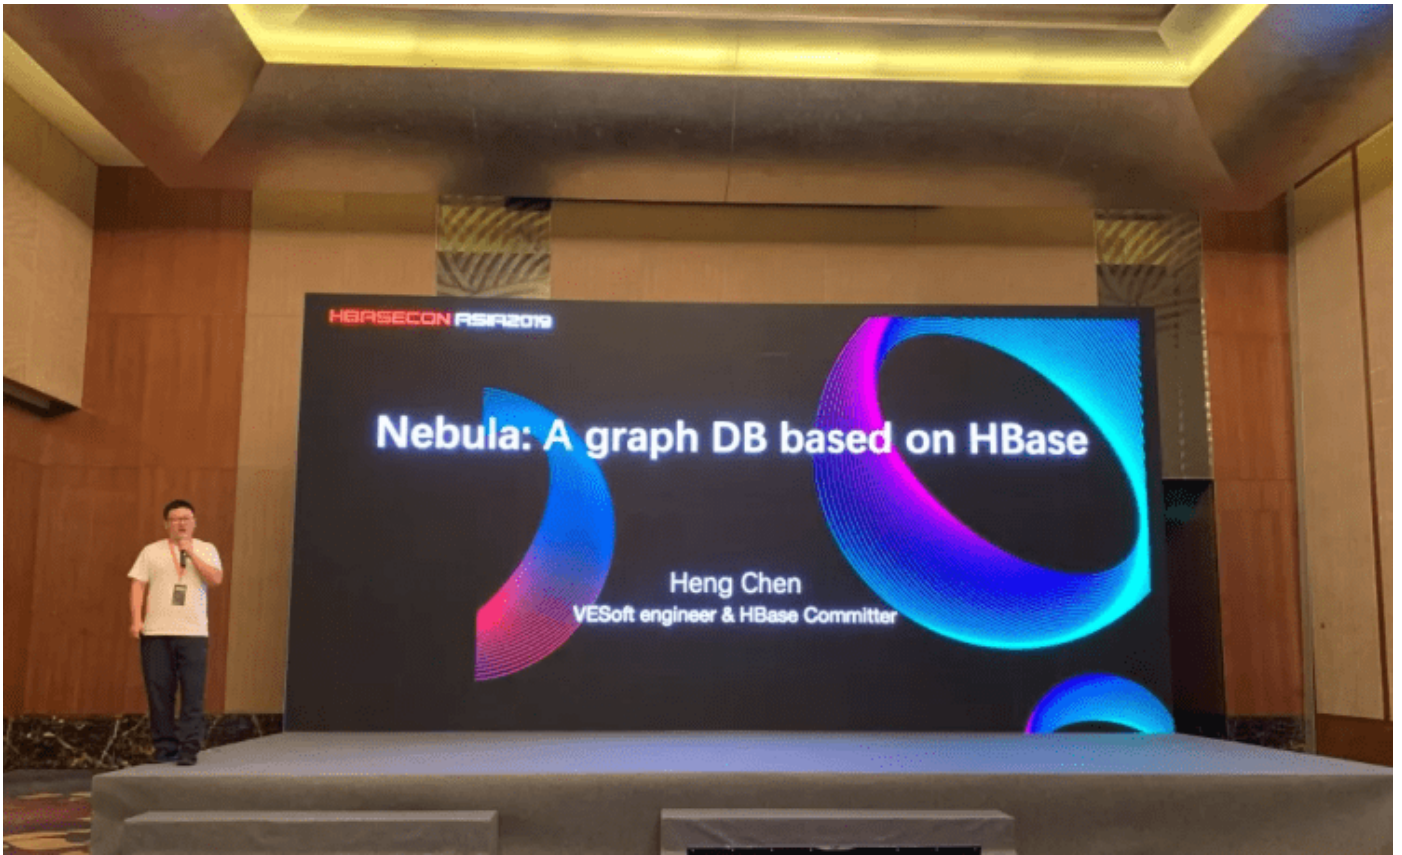 HBASECON ASIA2019
Nebula: A graph DB based on HBase
Heng Chen
VESoft engineer & HBase Committer